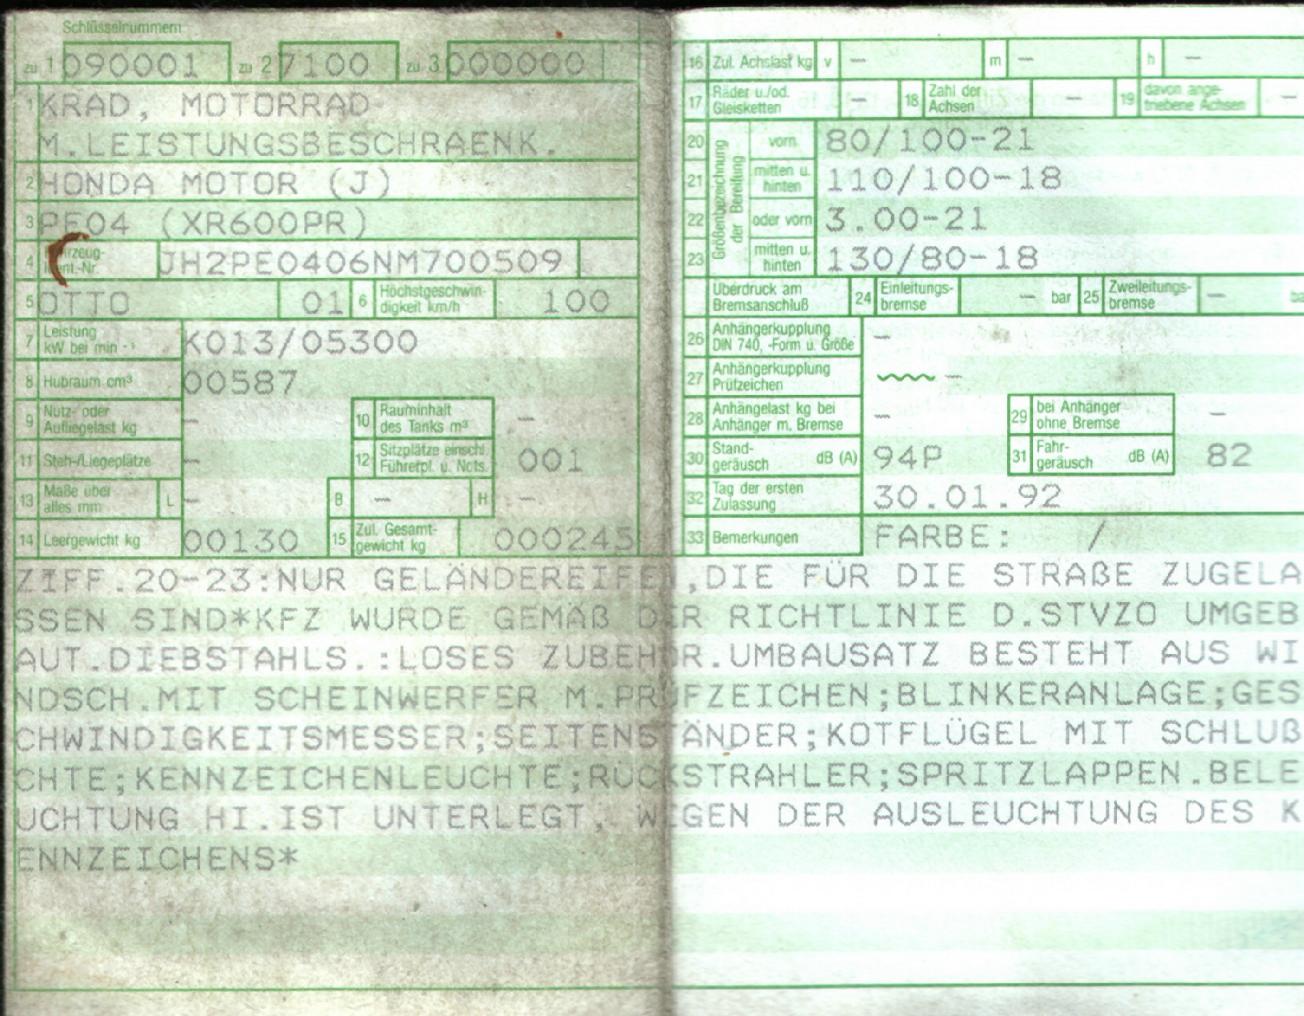 Schlüsselnummern
zu 1 090001 zu 2 7100 zu 3 000000
1 KRAD, MOTORRAD
M.LEISTUNGSBESCHRAENK.
2 HONDA MOTOR (J)
3 PE04 (XR600PR)
4 JH2PE0406NM700509
5 OTTO 01 6 Höchstgeschwindigkeit km/h 100
7 Leistung kW bei min -1 K013/05300
8 Hubraum cm³ 00587
9 Nutz- oder Aufliegelast kg — 10 Rauminhalt des Tanks m³ —
11 Steh-/Liegeplätze — 12 Sitzplätze einschl. Führerpl. u. Nots. 001
13 Maße über alles mm L — B — H —
14 Leergewicht kg 00130 15 Zul. Gesamtgewicht kg 000245
16 Zul. Achslast kg v — m — h —
17 Räder u./od. Gleisketten — 18 Zahl der Achsen — 19 davon angetriebene Achsen —
Größenbezeichnung der Bereifung
20 vorn 80/100-21
21 mitten u. hinten 110/100-18
22 oder vorn 3.00-21
23 mitten u. hinten 130/80-18
Überdruck am Bremsanschluß 24 Einleitungsbremse — bar 25 Zweileitungsbremse — ba
26 Anhängerkupplung DIN 740, -Form u. Größe —
27 Anhängerkupplung Prüfzeichen —
28 Anhängelast kg bei Anhänger m. Bremse — 29 bei Anhänger ohne Bremse —
30 Standgeräusch dB (A) 94P 31 Fahrgeräusch dB (A) 82
32 Tag der ersten Zulassung 30.01.92
33 Bemerkungen FARBE: /
ZIFF.20-23:NUR GELÄNDEREIFEN,DIE FÜR DIE STRAßE ZUGELA
SSEN SIND*KFZ WURDE GEMÄß DER RICHTLINIE D.STVZO UMGEB
AUT.DIEBSTAHLS.:LOSES ZUBEHÖR.UMBAUSATZ BESTEHT AUS WI
NDSCH.MIT SCHEINWERFER M.PRÜFZEICHEN;BLINKERANLAGE;GES
CHWINDIGKEITSMESSER;SEITENSTÄNDER;KOTFLÜGEL MIT SCHLUß
CHTE;KENNZEICHENLEUCHTE;RÜCKSTRAHLER;SPRITZLAPPEN.BELE
UCHTUNG HI.IST UNTERLEGT, WEGEN DER AUSLEUCHTUNG DES K
ENNZEICHENS*